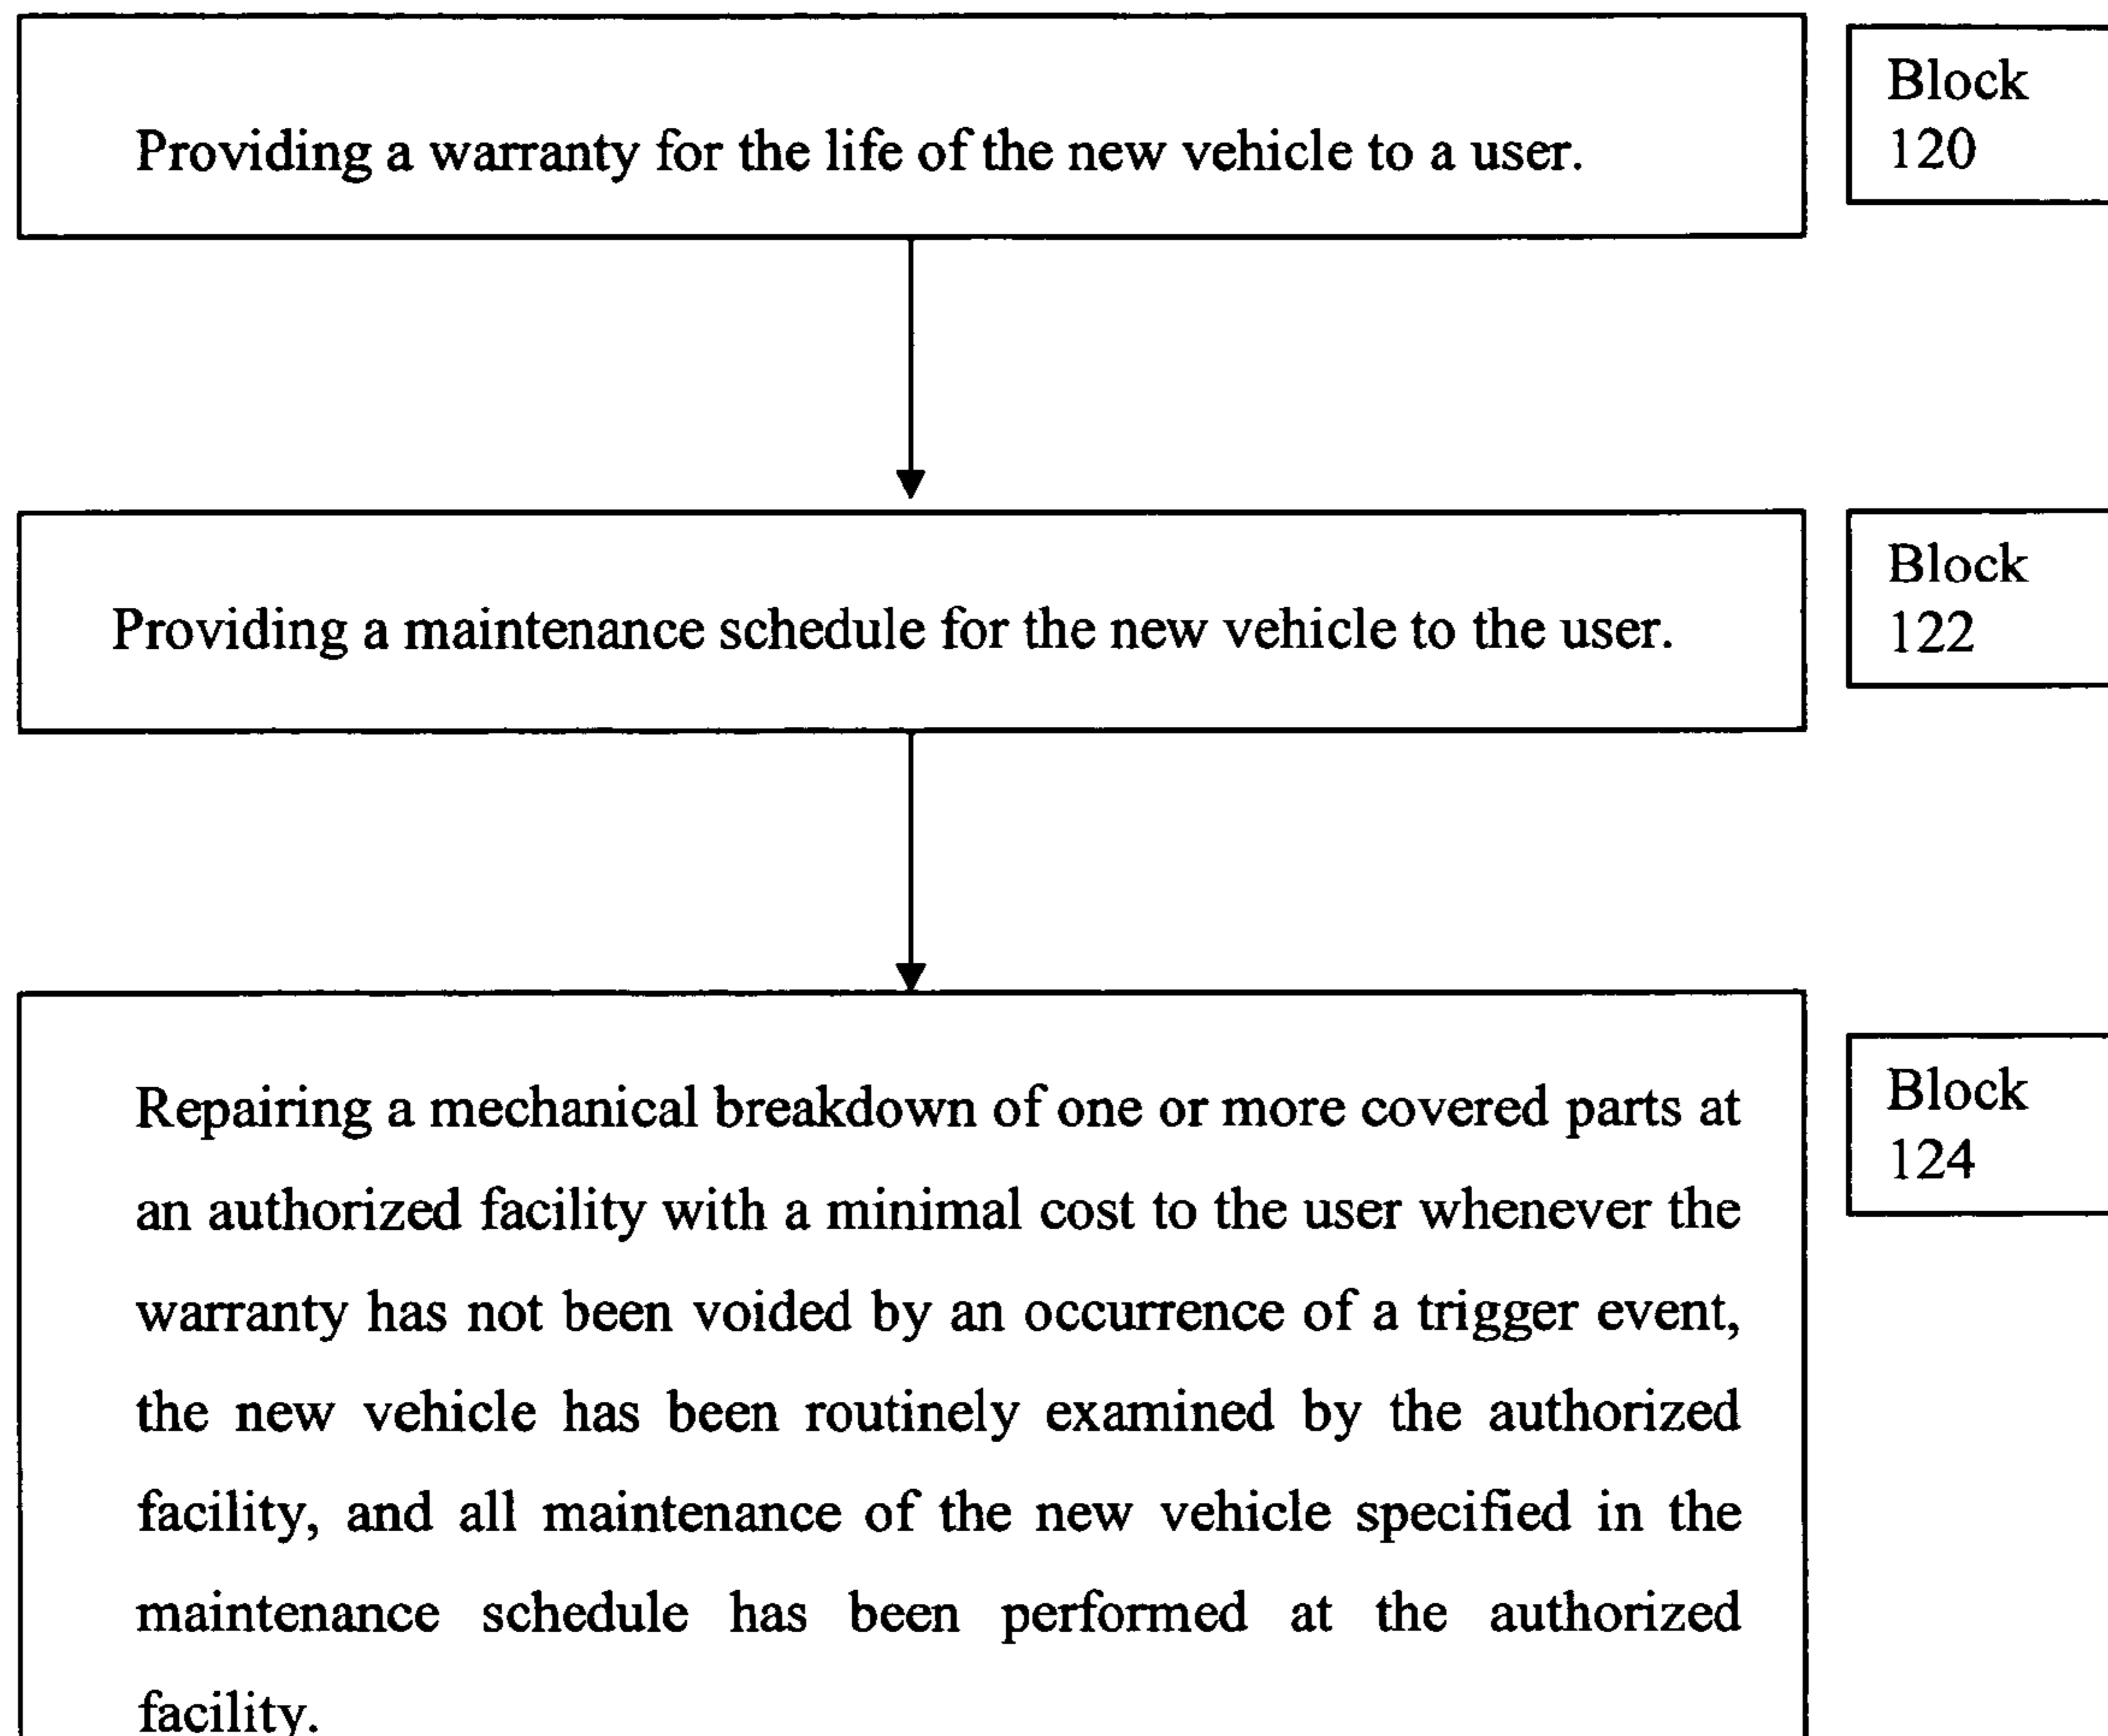 Providing a warranty for the life of the new vehicle to a user.
Block
120
Providing a maintenance schedule for the new vehicle to the user.
Block
122
Repairing a mechanical breakdown of one or more covered parts at
an authorized facility with a minimal cost to the user whenever the
warranty has not been voided by an occurrence of a trigger event,
the new vehicle has been routinely examined by the authorized
facility, and all maintenance of the new vehicle specified in the
maintenance schedule has been performed at the authorized
facility.
Block
124